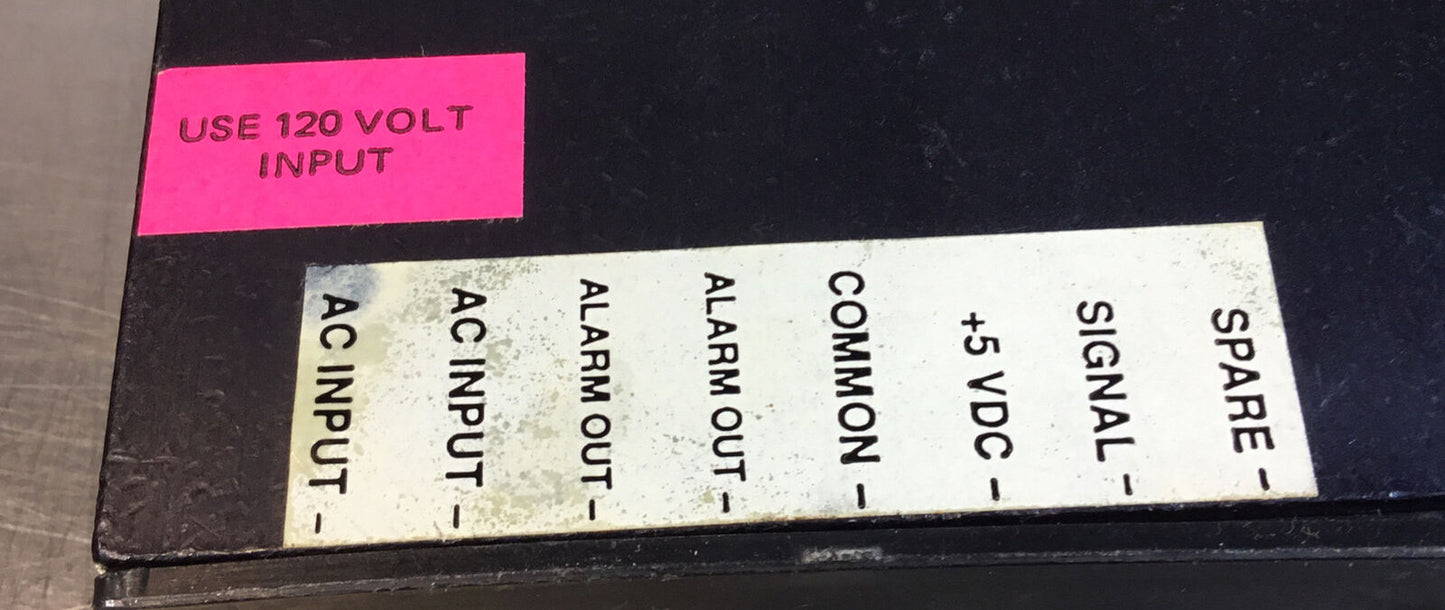 USE 120 VOLT
INPUT
AC INPUT -
AC INPUT -
ALARM OUT -
ALARM OUT -
COMMON -
+5 VDC -
SIGNAL -
SPARE -